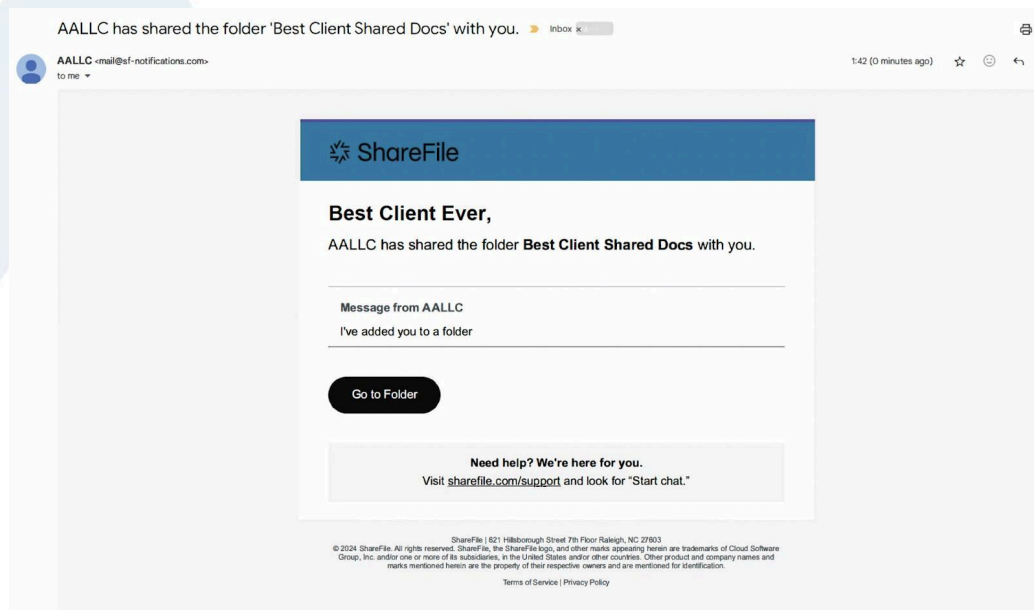 AALLC has shared the folder 'Best Client Shared Docs' with you.
Inbox x
AALLC <mail@sf-notifications.com>
1:42 (0 minutes ago)
to me
ShareFile
Best Client Ever,
AALLC has shared the folder Best Client Shared Docs with you.
Message from AALLC
I've added you to a folder
Go to Folder
Need help? We're here for you.
Visit sharefile.com/support and look for “Start chat.”
ShareFile | 621 Hillsborough Street 7th Floor Raleigh, NC 27603
© 2024 ShareFile. All rights reserved. ShareFile, the ShareFile logo, and other marks appearing herein are trademarks of Cloud Software
Group, Inc. and/or one or more of its subsidiaries, in the United States and/or other countries. Other product and company names and
marks mentioned herein are the property of their respective owners and are mentioned for identification.
Terms of Service | Privacy Policy